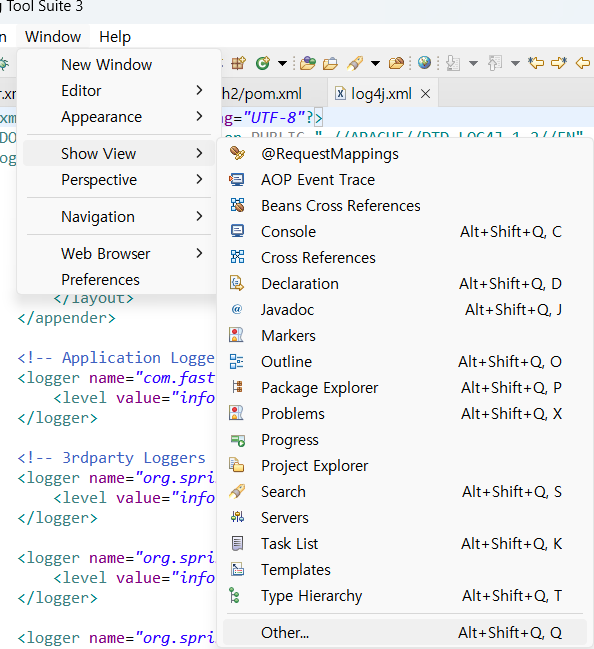 g Tool Suite 3
n Window Help
r.xm h2/pom.xml log4j.xml
New Window
Editor
Appearance
Show View
Perspective
Navigation
Web Browser
Preferences
xm
ng="UTF-8"?>
DO
on PUBLIC "-//APACHE//DTD LOG4J 1.2//EN"
log
@RequestMappings
AOP Event Trace
Beans Cross References
Console Alt+Shift+Q, C
Cross References
Declaration Alt+Shift+Q, D
Javadoc Alt+Shift+Q, J
Markers
Outline Alt+Shift+Q, O
Package Explorer Alt+Shift+Q, P
Problems Alt+Shift+Q, X
Progress
Project Explorer
Search Alt+Shift+Q, S
Servers
Task List Alt+Shift+Q, K
Templates
Type Hierarchy Alt+Shift+Q, T
Other... Alt+Shift+Q, Q
</layout>
</appender>
<!-- Application Logge
<logger name="com.fast
<level value="info
</logger>
<!-- 3rdparty Loggers
<logger name="org.spri
<level value="info
</logger>
<logger name="org.spri
<level value="info
</logger>
<logger name="org.spri